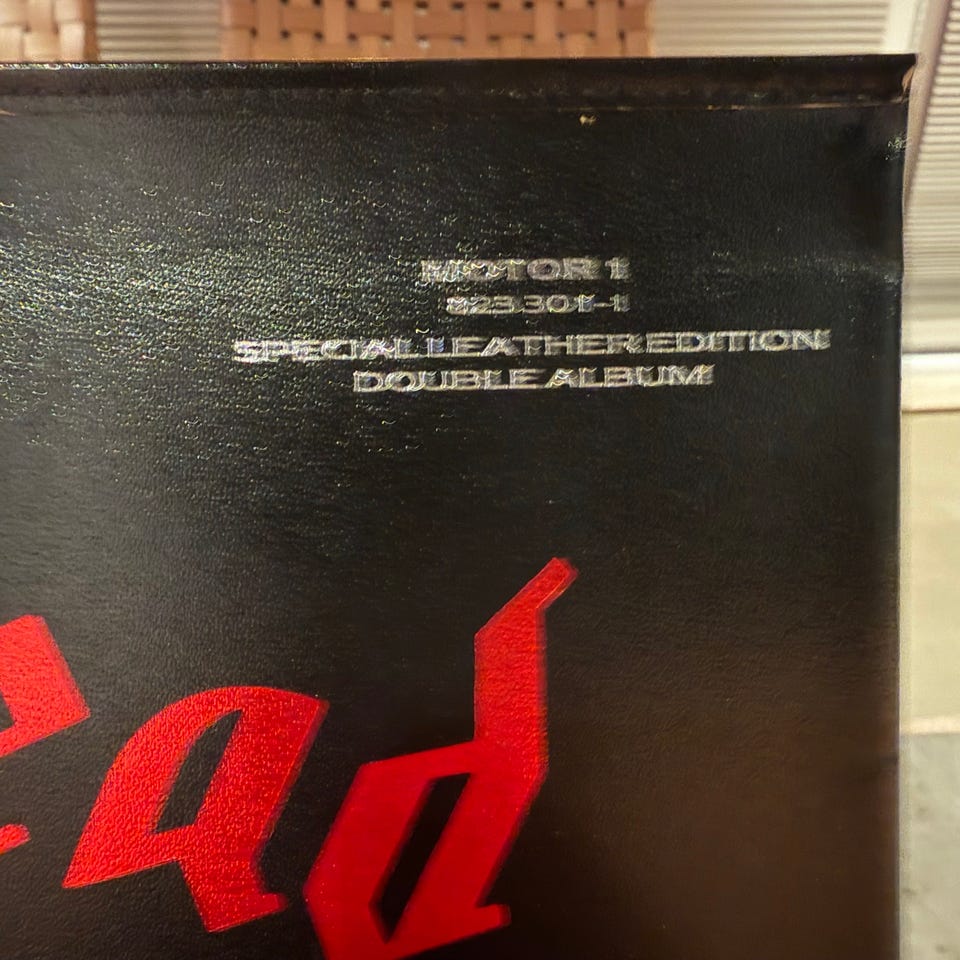 MOTOR 1
823.301-1
SPECIAL LEATHER EDITION
DOUBLE ALBUM
ead